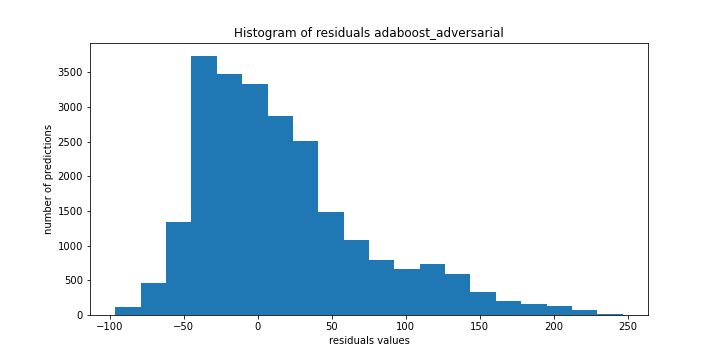 Histogram of residuals adaboost_adversarial
3500
3000
2500
2000
1500
1000
500
0
number of predictions
−100 −50 0 50 100 150 200 250
residuals values